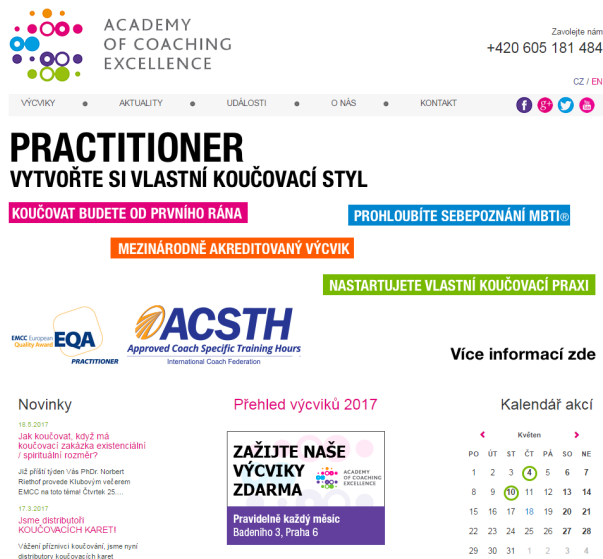 ACADEMY
OF COACHING
EXCELLENCE
Zavolejte nám
+420 605 181 484
CZ / EN
VÝCVIKY
AKTUALITY
UDÁLOSTI
O NÁS
KONTAKT
PRACTITIONER
VYTVOŘTE SI VLASTNÍ KOUČOVACÍ STYL
KOUČOVAT BUDETE OD PRVNÍHO RÁNA
PROHLOUBÍTE SEBEPOZNÁNÍ MBTI®
MEZINÁRODNĚ AKREDITOVANÝ VÝCVIK
NASTARTUJETE VLASTNÍ KOUČOVACÍ PRAXI
EMCC European
Quality Award
EQA
PRACTITIONER
ACSTH
Approved Coach Specific Training Hours
International Coach Federation
Více informací zde
Novinky
18.5.2017
Jak koučovat, když má
koučovací zakázka existenciální
/ spirituální rozměr?
Již příští týden Vás PhDr. Norbert
Riethof provede Klubovým večerem
EMCC na toto téma! Čtvrtek 25....
17.3.2017
Jsme distributoři
KOUČOVACÍCH KARET!
Vážení příznivci koučování, jsme nyní
distributory koučovacích karet
Přehled výcviků 2017
ZAŽIJTE NAŠE
VÝCVIKY
ZDARMA
ACADEMY
OF COACHING
EXCELLENCE
Pravidelně každý měsíc
Badeniho 3, Praha 6
Kalendář akcí
Květen
PO ÚT ST ČT PÁ SO NE
1 2 3 4 5 6 7
8 9 10 11 12 13 14
15 16 17 18 19 20 21
22 23 24 25 26 27 28
29 30 31 1 2 3 4